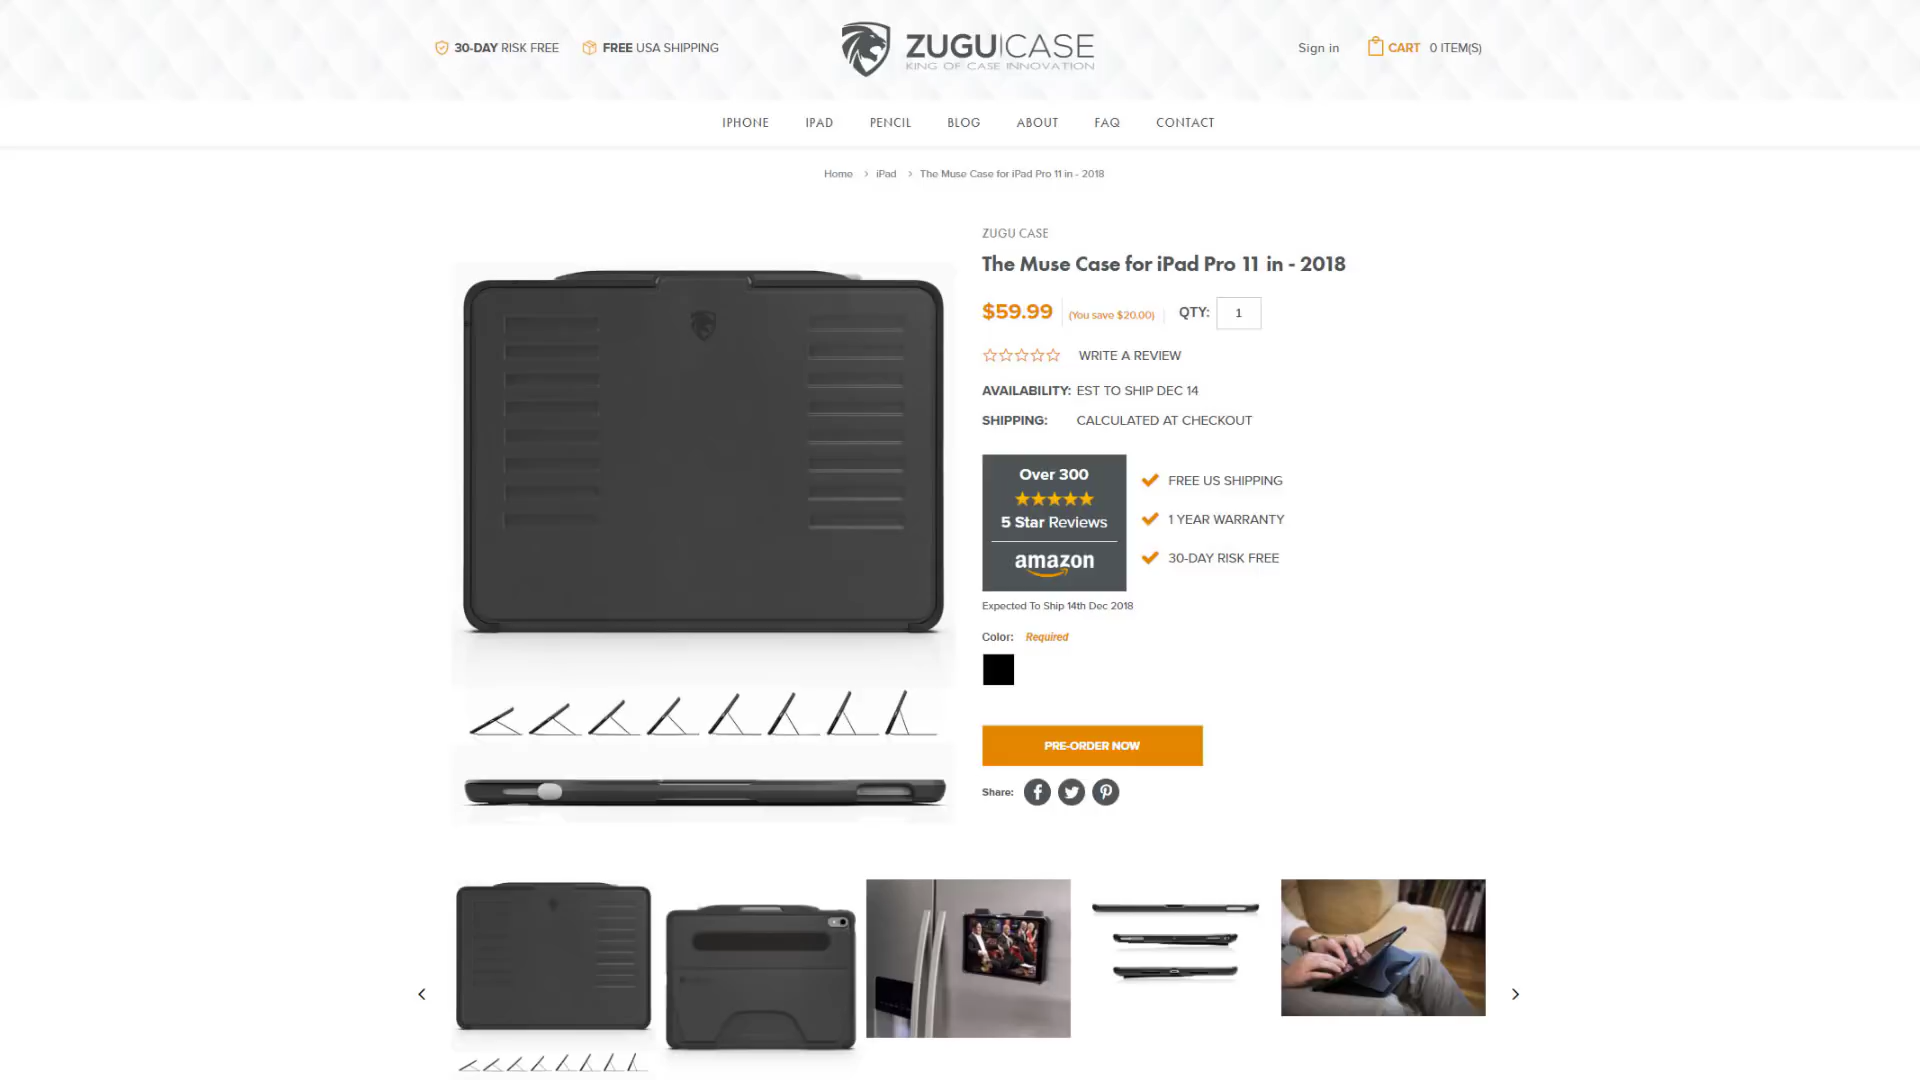 30-DAY RISK FREE
FREE USA SHIPPING
ZUGU CASE
KING OF CASE INNOVATION
Sign in
CART 0 ITEM(S)
IPHONE IPAD PENCIL BLOG ABOUT FAQ CONTACT
Home > iPad > The Muse Case for iPad Pro 11 in - 2018
ZUGU CASE
The Muse Case for iPad Pro 11 in - 2018
$59.99 (You save $20.00) QTY: 1
WRITE A REVIEW
AVAILABILITY: EST TO SHIP DEC 14
SHIPPING: CALCULATED AT CHECKOUT
Over 300
5 Star Reviews
amazon
FREE US SHIPPING
1 YEAR WARRANTY
30-DAY RISK FREE
Expected To Ship 14th Dec 2018
Color: Required
PRE-ORDER NOW
Share: